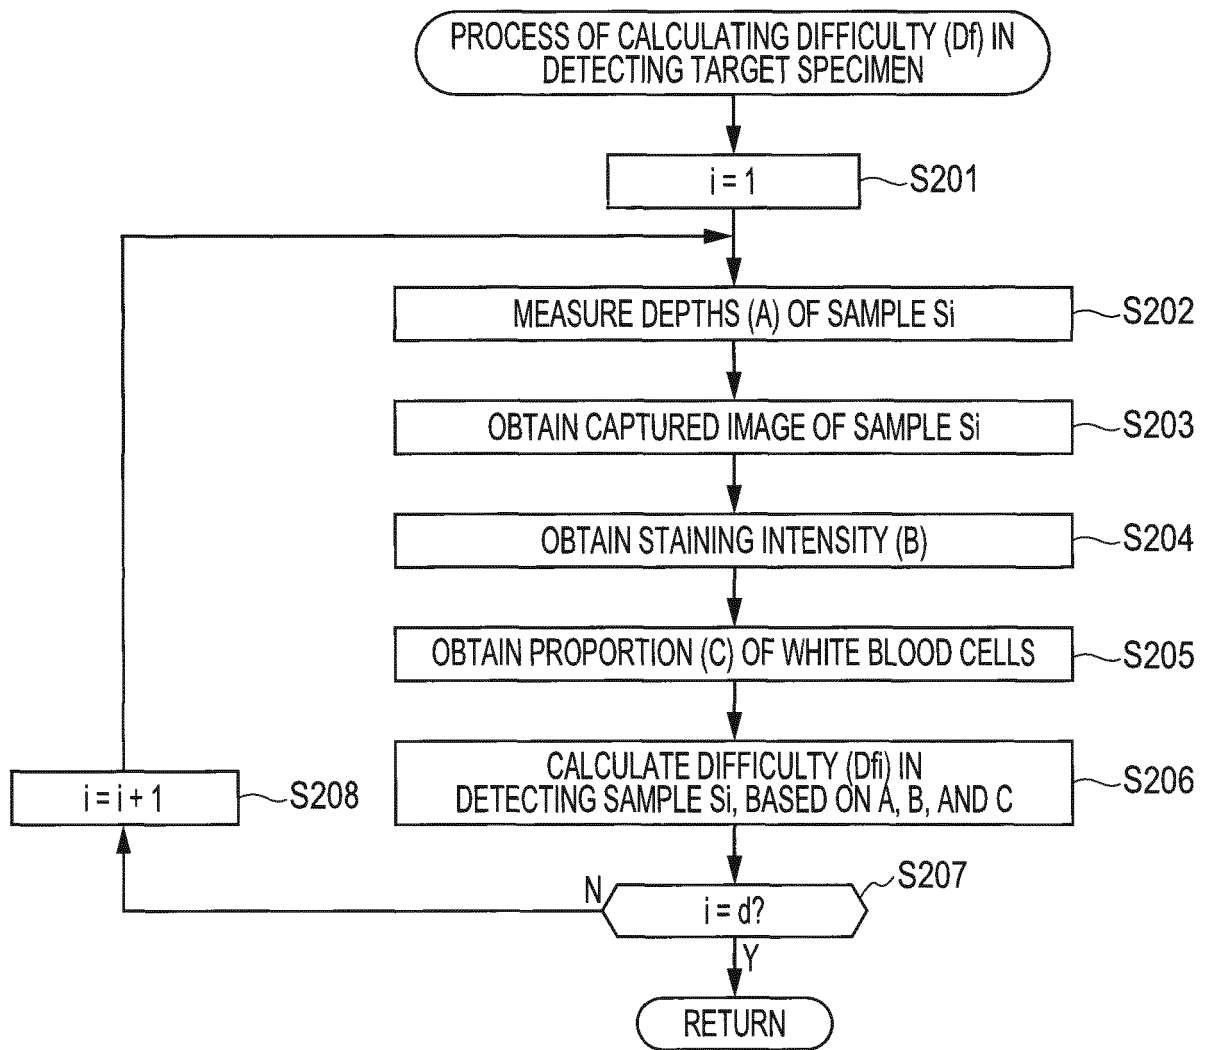 PROCESS OF CALCULATING DIFFICULTY (Df) IN
DETECTING TARGET SPECIMEN
i = 1
S201
MEASURE DEPTHS (A) OF SAMPLE Si
S202
OBTAIN CAPTURED IMAGE OF SAMPLE Si
S203
OBTAIN STAINING INTENSITY (B)
S204
OBTAIN PROPORTION (C) OF WHITE BLOOD CELLS
S205
CALCULATE DIFFICULTY (Dfi) IN
DETECTING SAMPLE Si, BASED ON A, B, AND C
S206
i = i + 1
S208
i = d?
S207
N
Y
RETURN